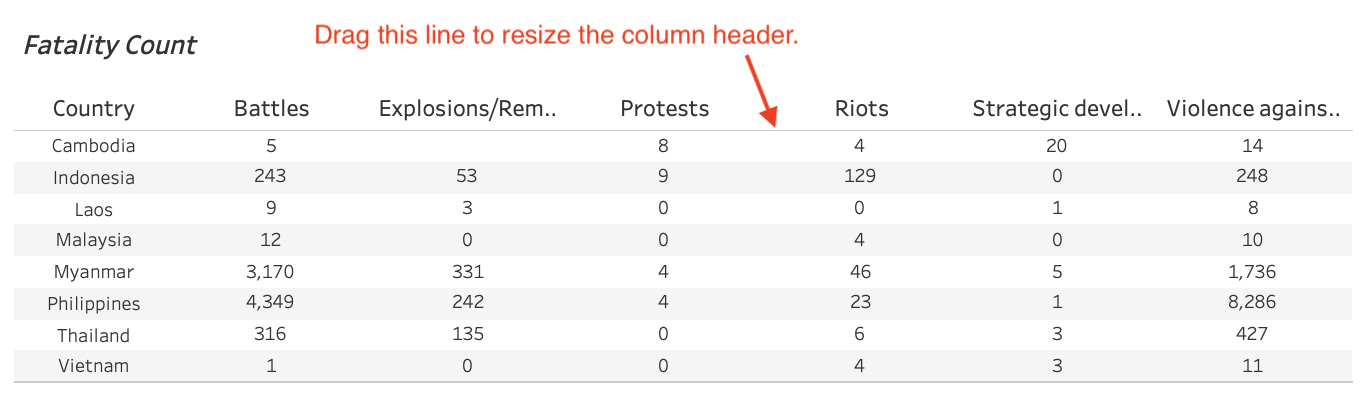 Drag this line to resize the column header.
Fatality Count
Country Battles Explosions/Rem.. Protests Riots Strategic devel.. Violence agains..
Cambodia 5 8 4 20 14
Indonesia 243 53 9 129 0 248
Laos 9 3 0 0 1 8
Malaysia 12 0 0 4 0 10
Myanmar 3,170 331 4 46 5 1,736
Philippines 4,349 242 4 23 1 8,286
Thailand 316 135 0 6 3 427
Vietnam 1 0 0 4 3 11